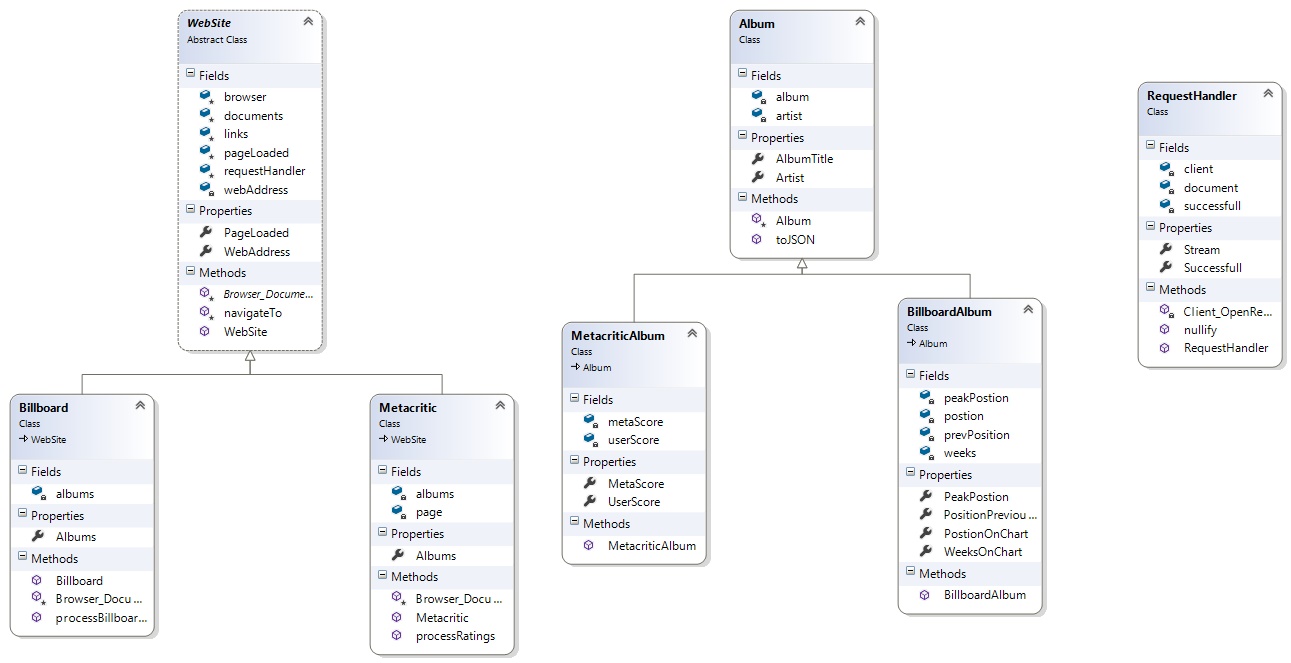 WebSite
Abstract Class
Fields
browser
documents
links
pageLoaded
requestHandler
webAddress
Properties
PageLoaded
WebAddress
Methods
Browser_Docume...
navigateTo
WebSite
Billboard
Class
WebSite
Fields
albums
Properties
Albums
Methods
Billboard
Browser_Docu ...
processBillboar...
Metacritic
Class
WebSite
Fields
albums
page
Properties
Albums
Methods
Browser_Docu ...
Metacritic
processRatings
Album
Class
Fields
album
artist
Properties
AlbumTitle
Artist
Methods
Album
toJSON
MetacriticAlbum
Class
Album
Fields
metaScore
userScore
Properties
MetaScore
UserScore
Methods
MetacriticAlbum
BillboardAlbum
Class
Album
Fields
peakPostion
postion
prevPosition
weeks
Properties
PeakPostion
PositionPreviou ...
PostionOnChart
WeeksOnChart
Methods
BillboardAlbum
RequestHandler
Class
Fields
client
document
successfull
Properties
Stream
Successfull
Methods
Client_OpenRe...
nullify
RequestHandler